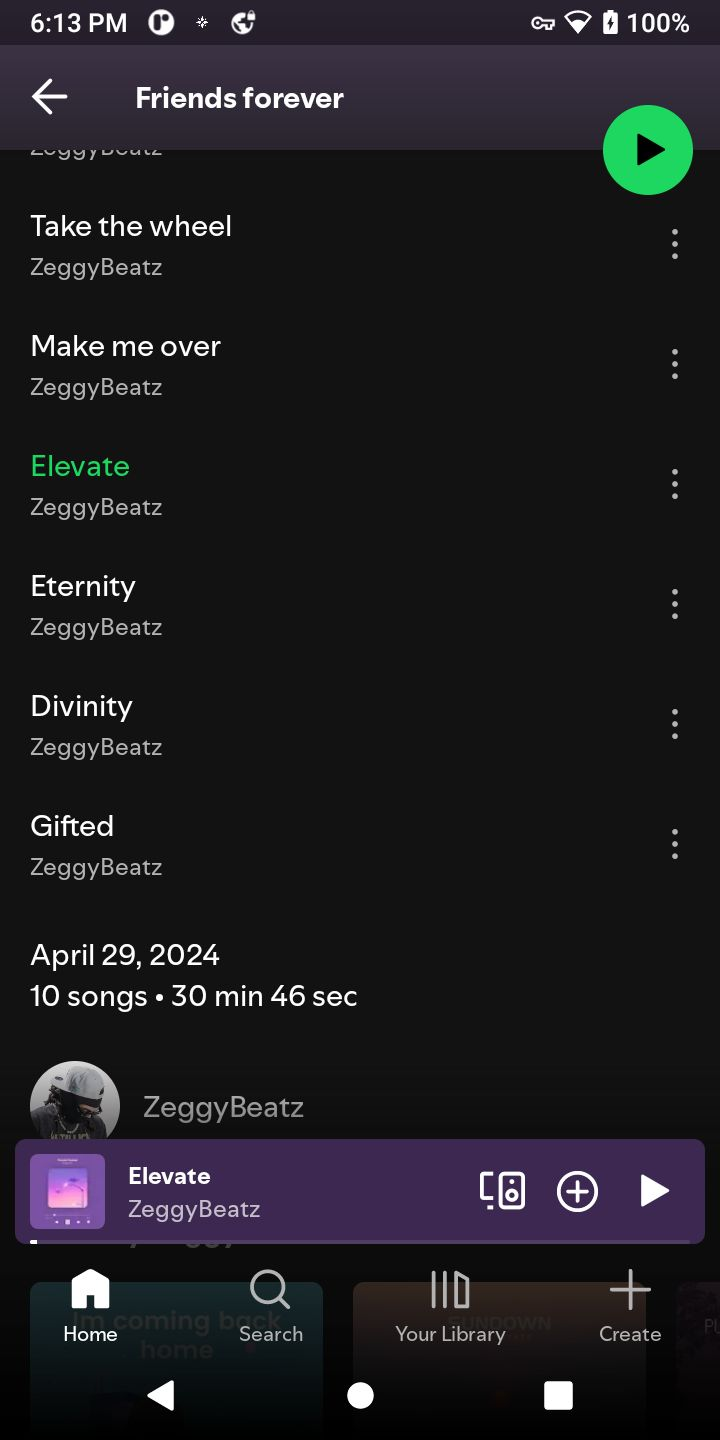 6:13 PM
100%
Friends forever
ZeggyBeatz
Take the wheel
ZeggyBeatz
Make me over
ZeggyBeatz
Elevate
ZeggyBeatz
Eternity
ZeggyBeatz
Divinity
ZeggyBeatz
Gifted
ZeggyBeatz
April 29, 2024
10 songs • 30 min 46 sec
ZeggyBeatz
Elevate
ZeggyBeatz
Im coming back
home
SUNDOWN
Home
Search
Your Library
Create